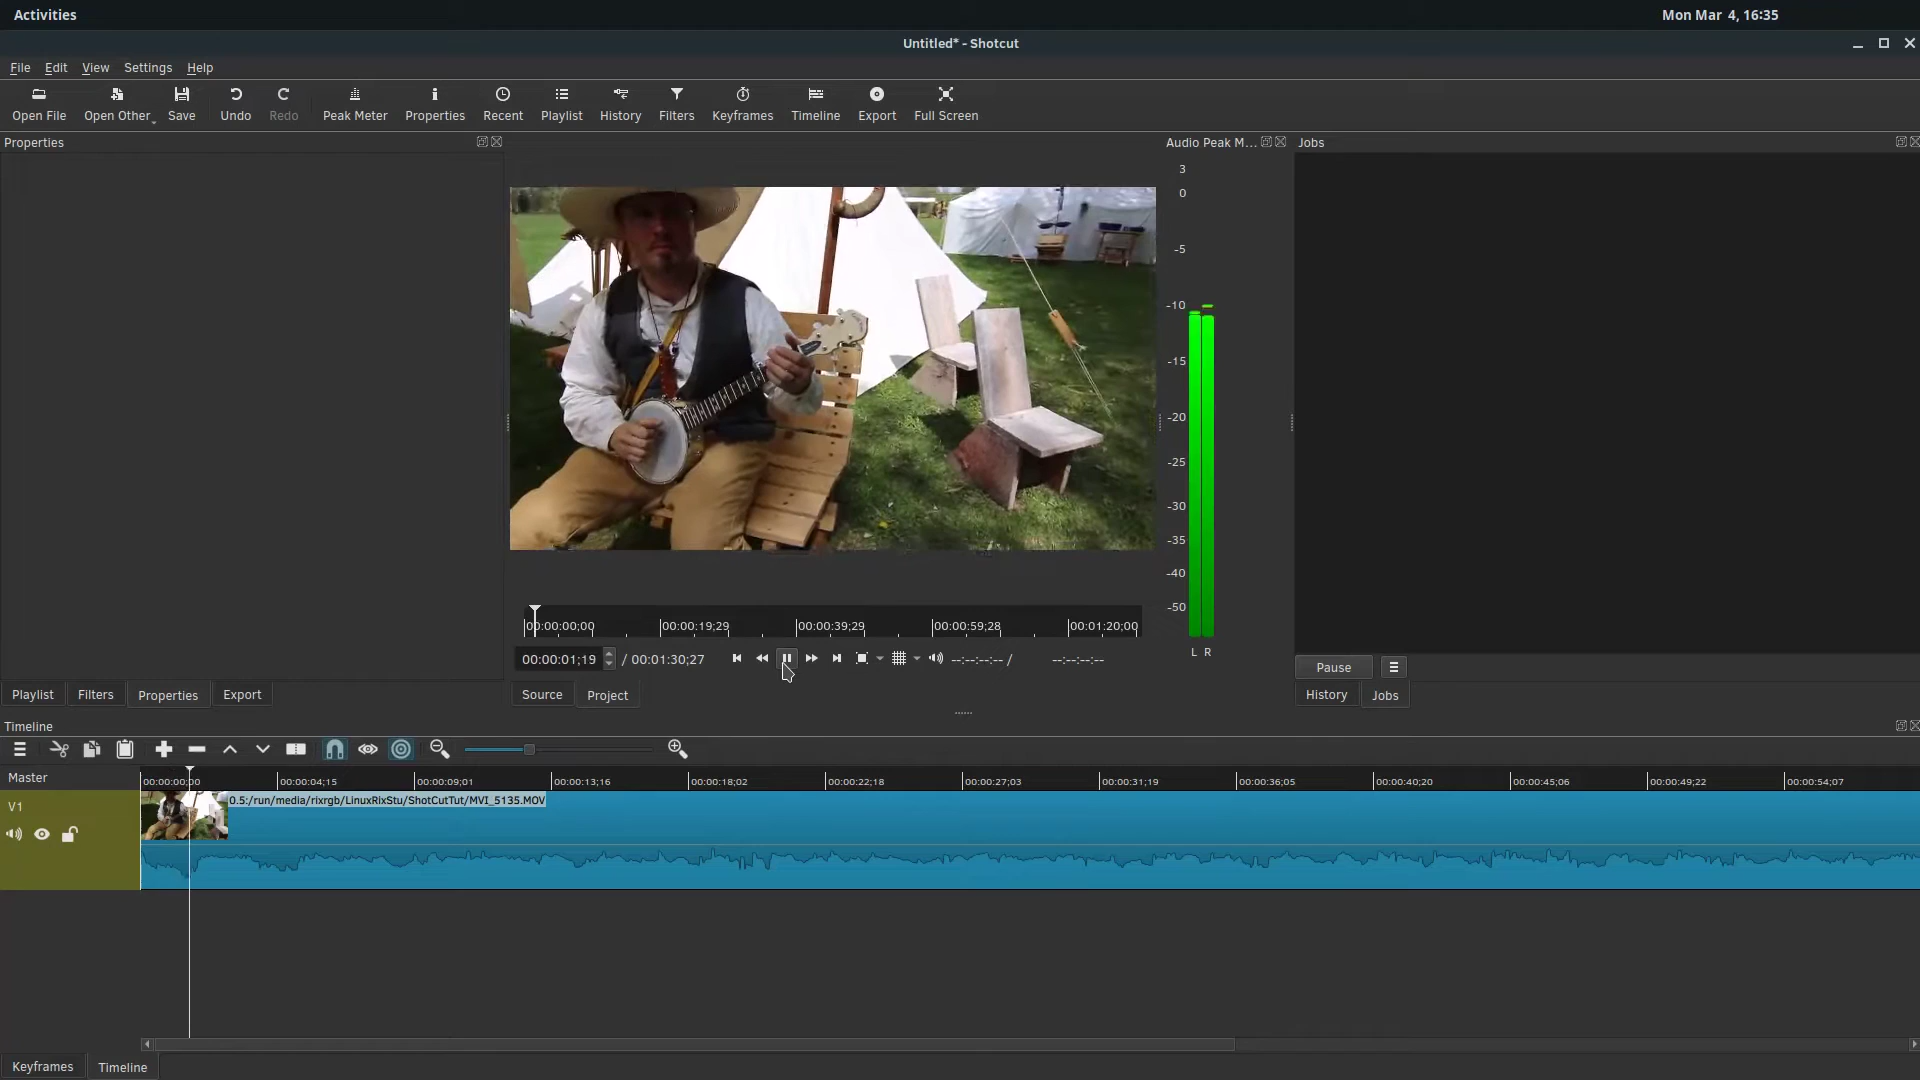 Activities
Mon Mar 4, 16:35
Untitled* - Shotcut
File Edit View Settings Help
Open File Open Other Save Undo Redo Peak Meter Properties Recent Playlist History Filters Keyframes Timeline Export Full Screen
Properties
Audio Peak M...
Jobs
3
0
-5
-10
-15
-20
-25
-30
-35
-40
-50
L R
00:00:00;00 00:00:19;29 00:00:39;29 00:00:59;28 00:01:20;00
00:00:01;19 / 00:01:30;27 --:--:--:-- / --:--:--:--
Pause
Playlist Filters Properties Export
Source Project
History Jobs
Timeline
Master
00:00:00;00 00:00:04;15 00:00:09;01 00:00:13;16 00:00:18;02 00:00:22;18 00:00:27;03 00:00:31;19 00:00:36;05 00:00:40;20 00:00:45;06 00:00:49;22 00:00:54;07
V1
0.5:/run/media/rixrgb/LinuxRixStu/ShotCutTut/MVI_5135.MOV
Keyframes Timeline